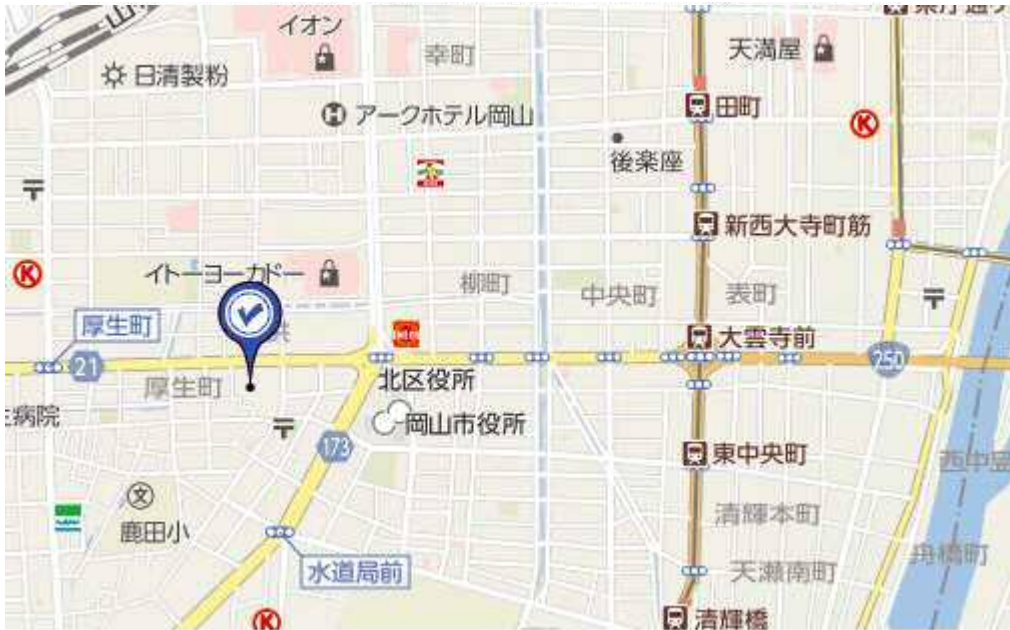 イオン
幸町
天満屋
日清製粉
アークホテル岡山
田町
K
後楽座
新西大寺町筋
K
イトーヨーカドー
柳町
中央町
表町
厚生町
大雲寺前
21
250
厚生町
北区役所
岡山市役所
病院
173
東中央町
文
鹿田小
清輝本町
水道局前
天瀬南町
舟橋町
K
清輝橋